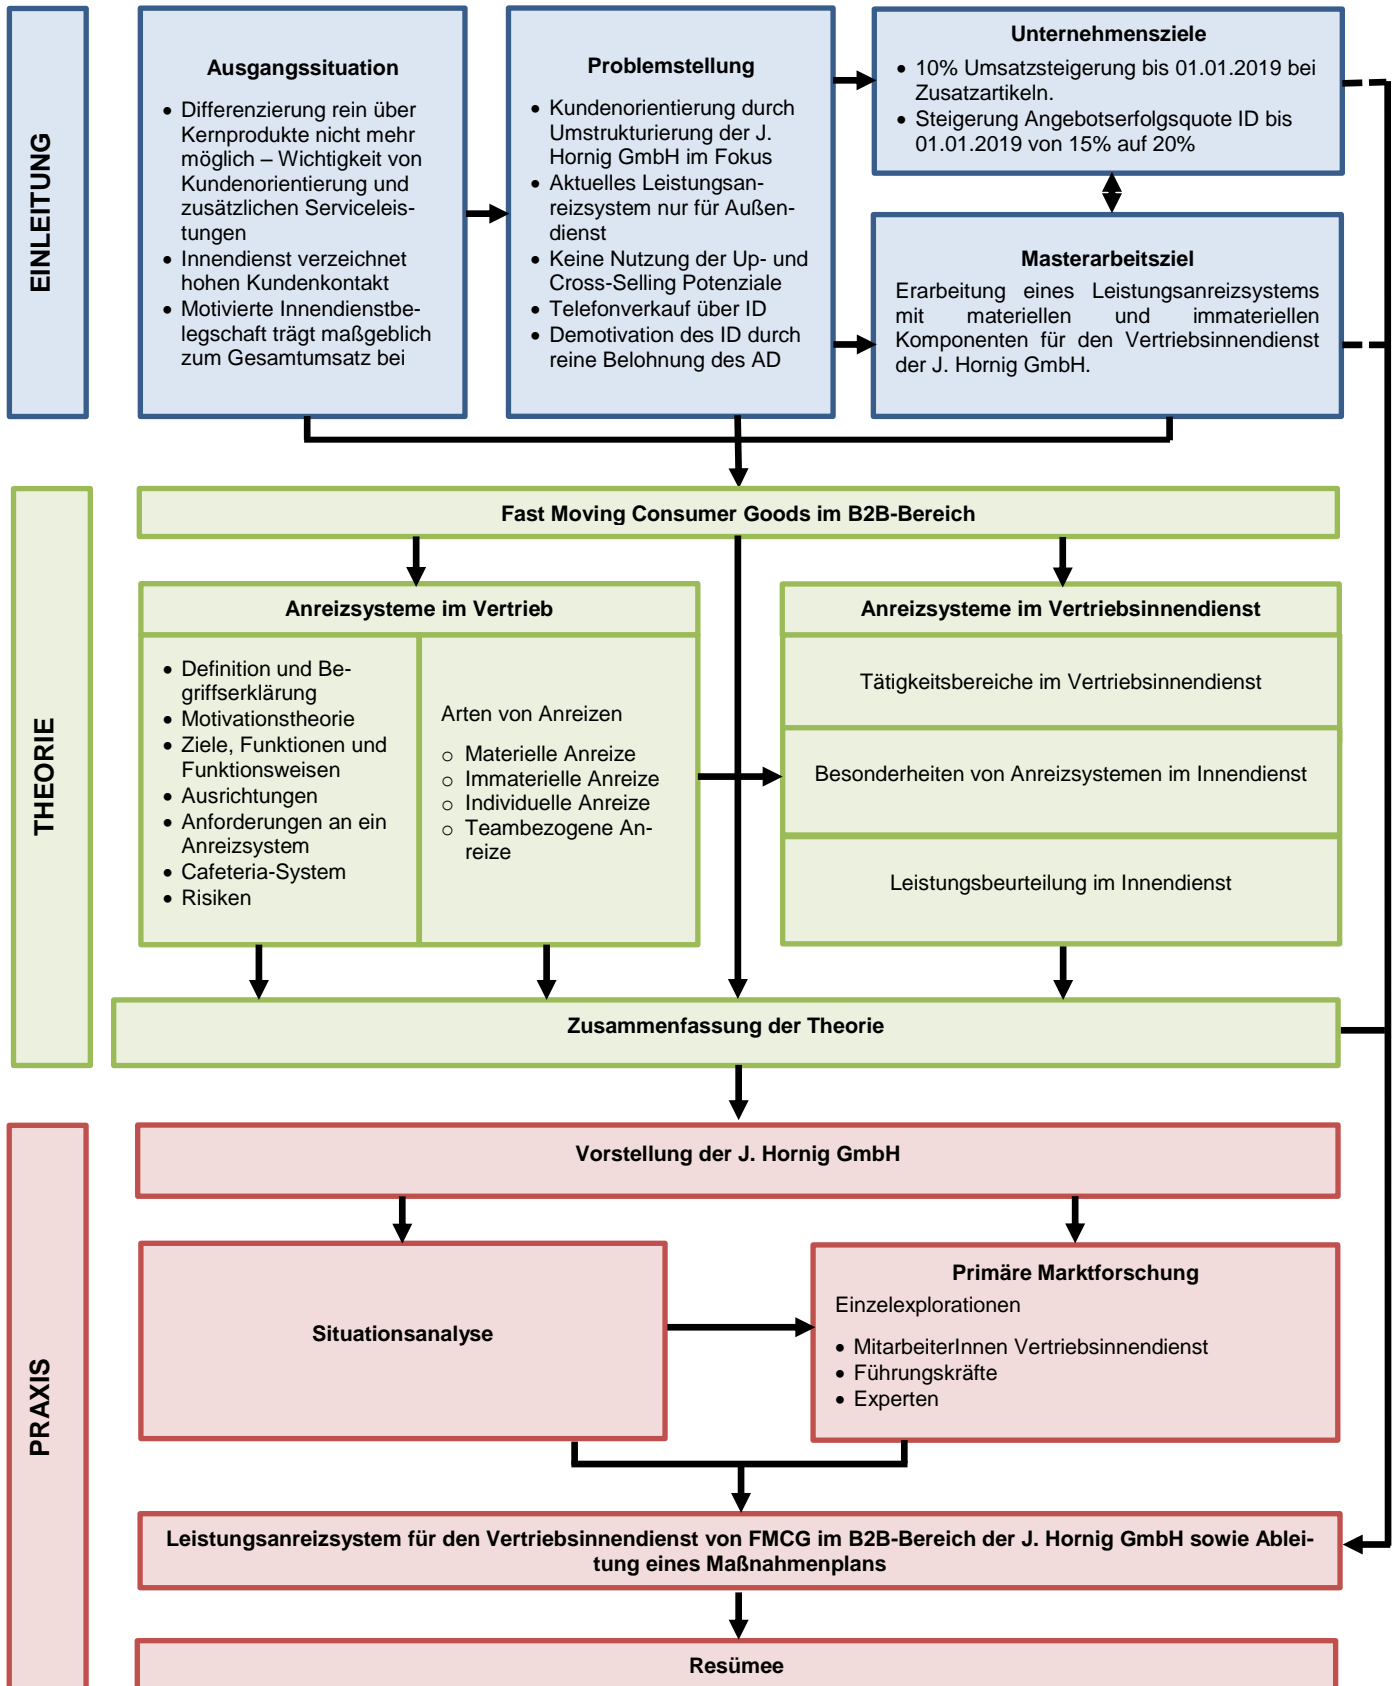 EINLEITUNG
Ausgangssituation
• Differenzierung rein über
Kernprodukte nicht mehr
möglich – Wichtigkeit von
Kundenorientierung und
zusätzlichen Serviceleis-
tungen
• Innendienst verzeichnet
hohen Kundenkontakt
• Motivierte Innendienstbe-
legschaft trägt maßgeblich
zum Gesamtumsatz bei
Problemstellung
• Kundenorientierung durch
Umstrukturierung der J.
Hornig GmbH im Fokus
• Aktuelles Leistungsan-
reizsystem nur für Außen-
dienst
• Keine Nutzung der Up- und
Cross-Selling Potenziale
• Telefonverkauf über ID
• Demotivation des ID durch
reine Belohnung des AD
Unternehmensziele
• 10% Umsatzsteigerung bis 01.01.2019 bei
Zusatzartikeln.
• Steigerung Angebotserfolgsquote ID bis
01.01.2019 von 15% auf 20%
Masterarbeitsziel
Erarbeitung eines Leistungsanreizsystems
mit materiellen und immateriellen
Komponenten für den Vertriebsinnendienst
der J. Hornig GmbH.
THEORIE
Fast Moving Consumer Goods im B2B-Bereich
Anreizsysteme im Vertrieb
• Definition und Be-
griffserklärung
• Motivationstheorie
• Ziele, Funktionen und
Funktionsweisen
• Ausrichtungen
• Anforderungen an ein
Anreizsystem
• Cafeteria-System
• Risiken
Arten von Anreizen
○ Materielle Anreize
○ Immaterielle Anreize
○ Individuelle Anreize
○ Teambezogene An-
reize
Anreizsysteme im Vertriebsinnendienst
Tätigkeitsbereiche im Vertriebsinnendienst
Besonderheiten von Anreizsystemen im Innendienst
Leistungsbeurteilung im Innendienst
Zusammenfassung der Theorie
PRAXIS
Vorstellung der J. Hornig GmbH
Situationsanalyse
Primäre Marktforschung
Einzelexplorationen
• MitarbeiterInnen Vertriebsinnendienst
• Führungskräfte
• Experten
Leistungsanreizsystem für den Vertriebsinnendienst von FMCG im B2B-Bereich der J. Hornig GmbH sowie Ablei-
tung eines Maßnahmenplans
Resümee